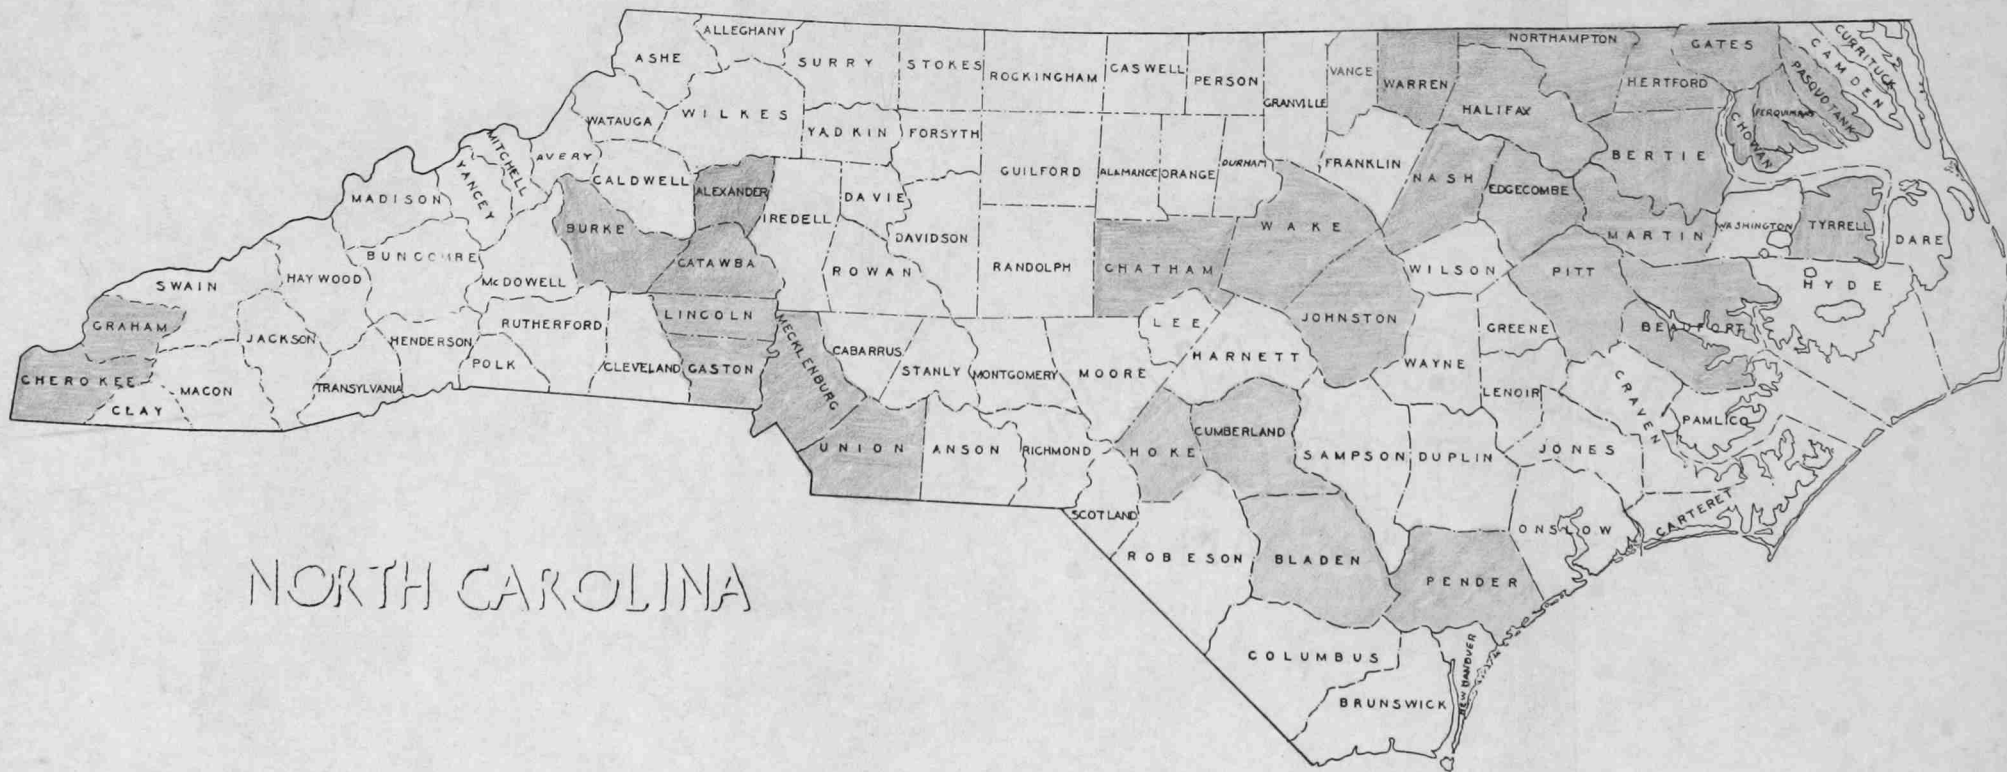 ALLEGHANY
ASHE
SURRY
STOKES
ROCKINGHAM
CASWELL
PERSON
GRANVILLE
VANCE
WARREN
NORTHAMPTON
HALIFAX
HERTFORD
GATES
CURRITUCK
CAMDEN
PASQUOTANK
PERQUIMANS
CHOWAN
WATAUGA
WILKES
YADKIN
FORSYTH
GUILFORD
ALAMANCE
ORANGE
DURHAM
FRANKLIN
NASH
EDGECOMBE
BERTIE
MITCHELL
AVERY
YANCEY
CALDWELL
ALEXANDER
IREDELL
DAVIE
DAVIDSON
MADISON
BURKE
CATAWBA
ROWAN
RANDOLPH
CHATHAM
WAKE
WILSON
PITT
MARTIN
WASHINGTON
TYRRELL
DARE
HYDE
BUNCOMBE
HAYWOOD
McDOWELL
SWAIN
GRAHAM
JACKSON
HENDERSON
RUTHERFORD
LINCOLN
MECKLENBURG
CABARRUS
STANLY
MONTGOMERY
MOORE
LEE
HARNETT
JOHNSTON
WAYNE
GREENE
BEAUFORT
CHEROKEE
CLAY
MACON
TRANSYLVANIA
POLK
CLEVELAND
GASTON
UNION
ANSON
RICHMOND
HOKE
CUMBERLAND
SAMPSON
DUPLIN
LENOIR
JONES
CRAVEN
PAMLICO
SCOTLAND
ROBESON
BLADEN
PENDER
ONSLOW
CARTERET
COLUMBUS
BRUNSWICK
NEW HANOVER
NORTH CAROLINA